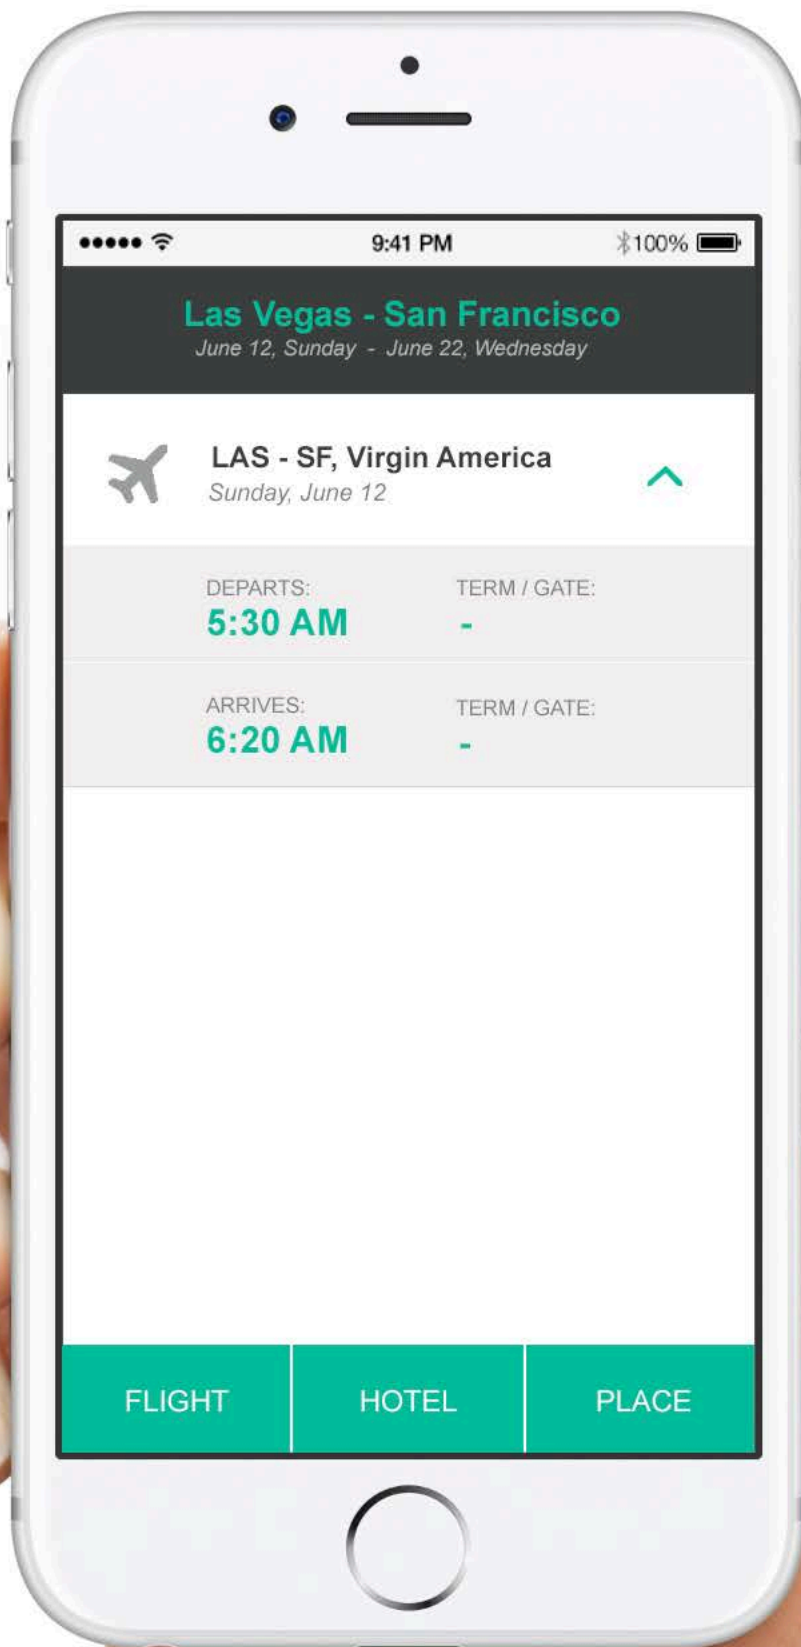 9:41 PM
100%
Las Vegas - San Francisco
June 12, Sunday - June 22, Wednesday
LAS - SF, Virgin America
Sunday, June 12
DEPARTS:
TERM / GATE:
5:30 AM
-
ARRIVES:
TERM / GATE:
6:20 AM
-
FLIGHT
HOTEL
PLACE